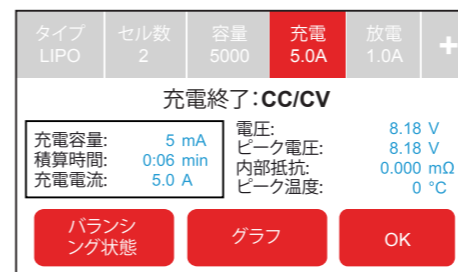 タイプ セル数 容量 充電 放電 +
LIPO 2 5000 5.0A 1.0A
充電終了:CC/CV
充電容量: 5 mA
積算時間: 0:06 min
充電電流: 5.0 A
電圧: 8.18 V
ピーク電圧: 8.18 V
内部抵抗: 0.000 mΩ
ピーク温度: 0 °C
バランシ
ング状態
グラフ
OK